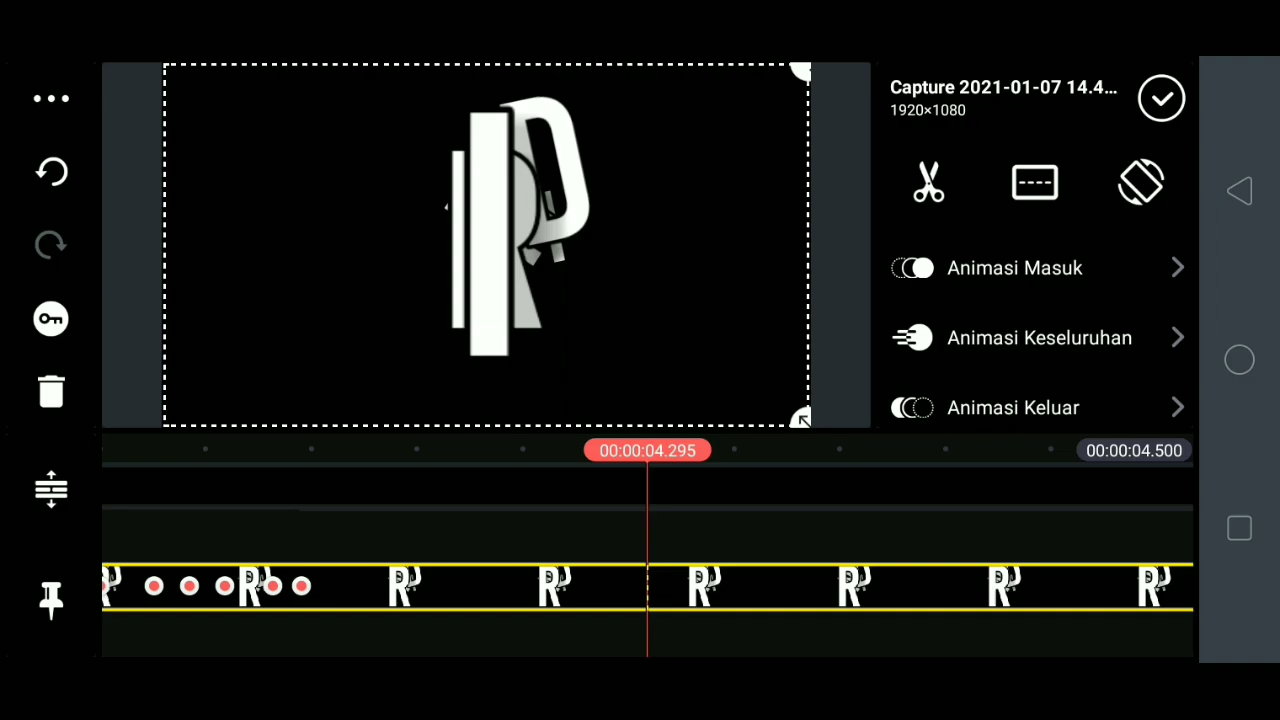 Capture 2021-01-07 14.4...
1920×1080
Animasi Masuk
Animasi Keseluruhan
Animasi Keluar
00:00:04.295
00:00:04.500
R
R
R
R
R
R
R
R